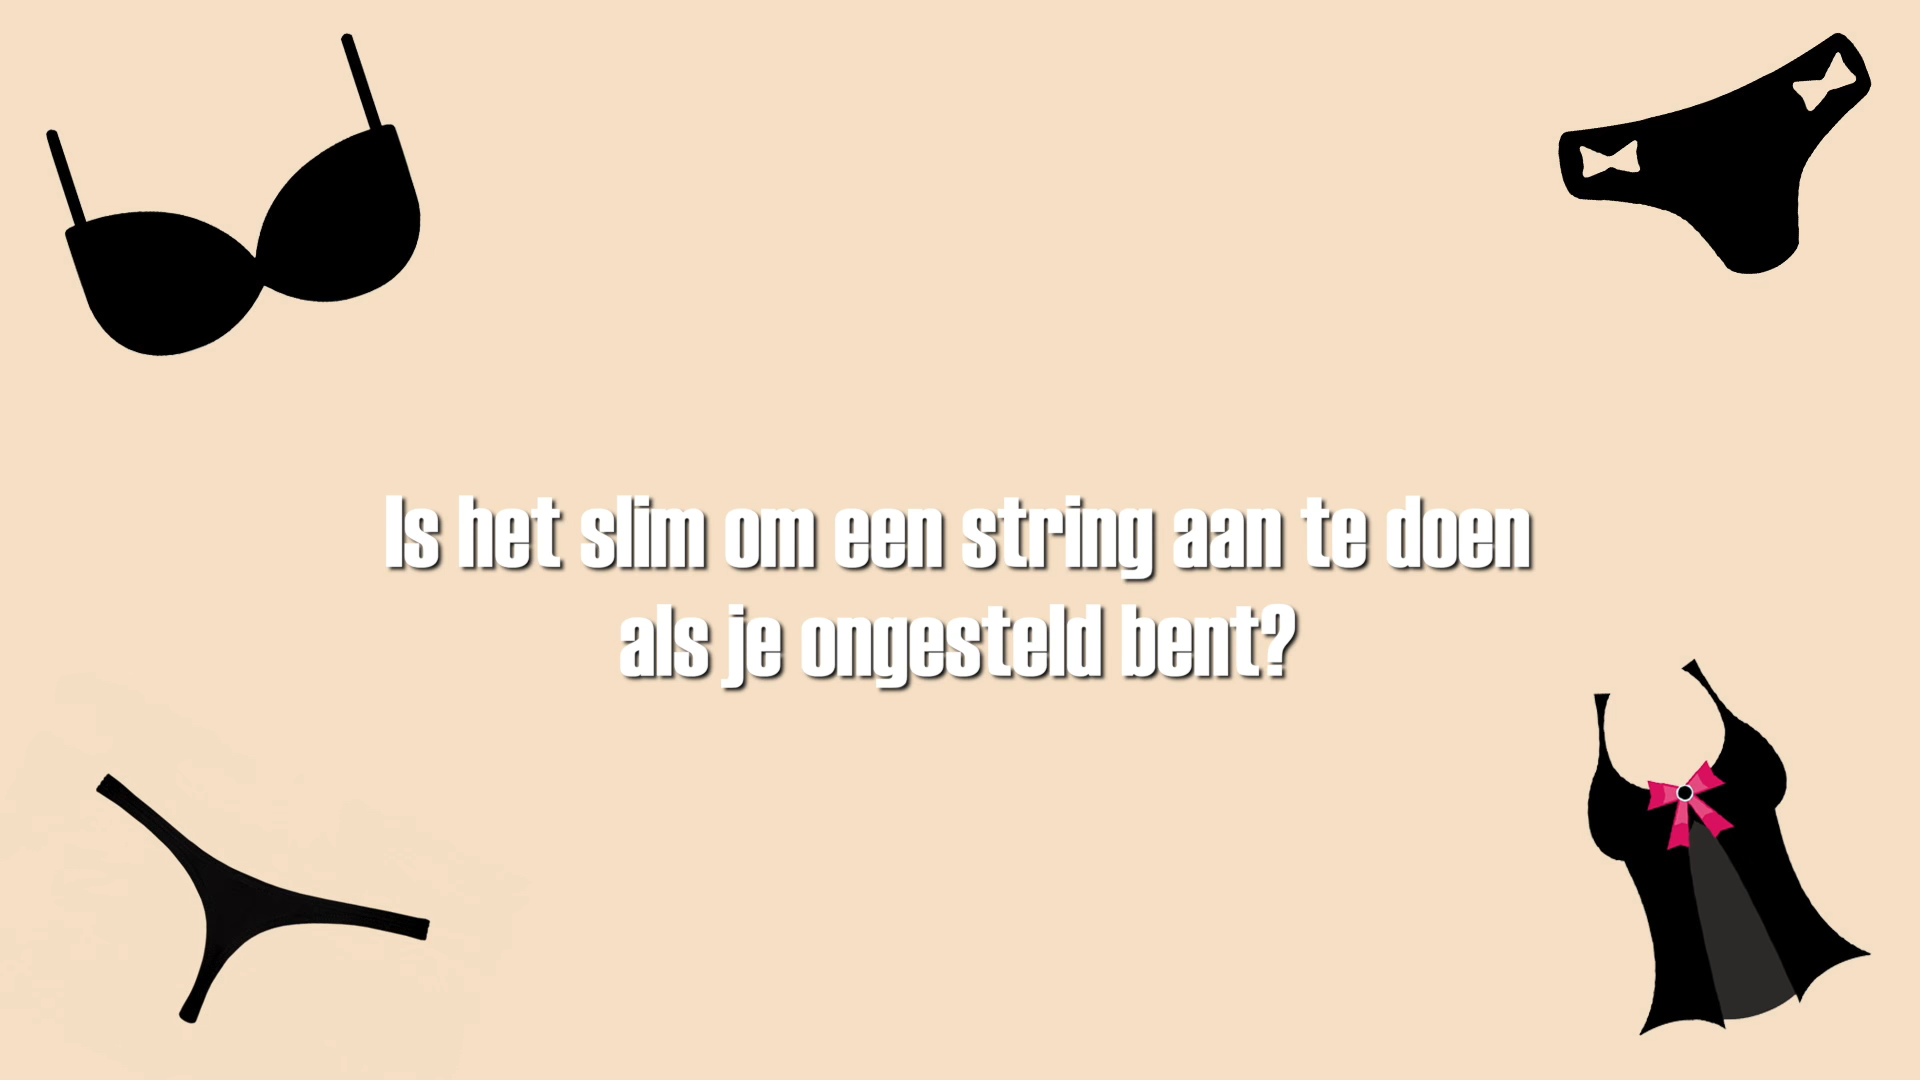 Is het slim om een string aan te doen
als je ongesteld bent?